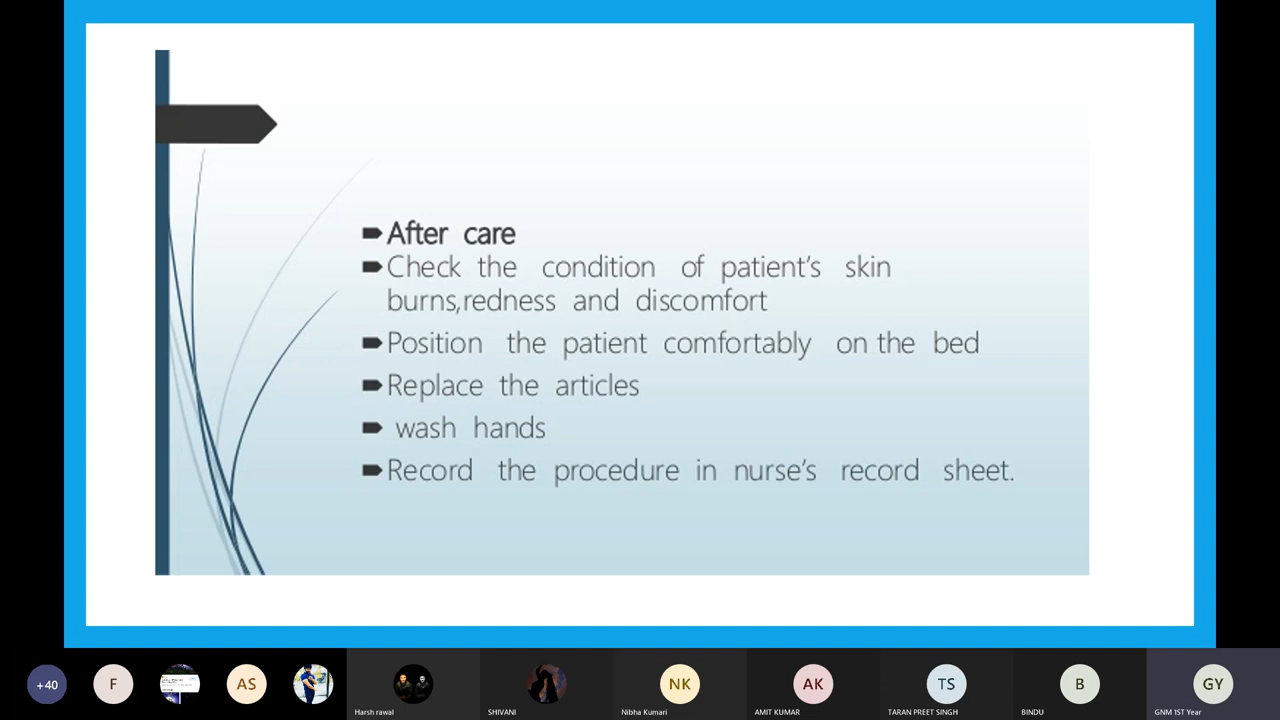 After care
Check the condition of patient's skin
burns,redness and discomfort
Position the patient comfortably on the bed
Replace the articles
wash hands
Record the procedure in nurse's record sheet.
+40
F
AS
NK
AK
TS
B
GY
Harsh rawal
SHIVANI
Nibha Kumari
AMIT KUMAR
TARAN PREET SINGH
BINDU
GNM 1ST Year